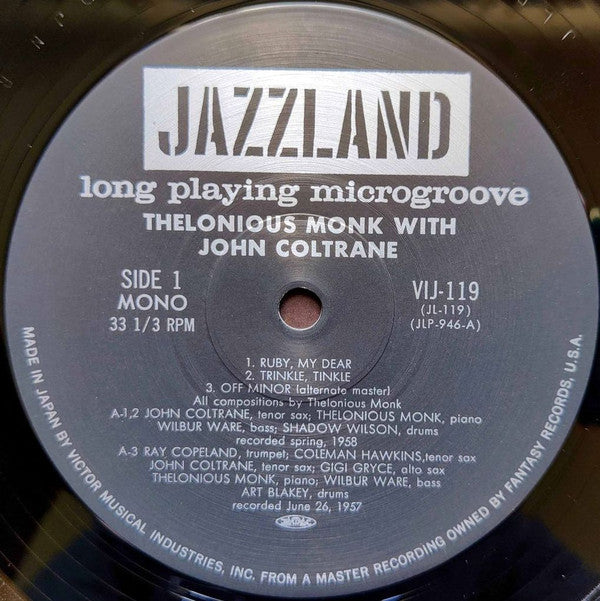 JAZZLAND
long playing microgroove
THELONIOUS MONK WITH
JOHN COLTRANE
SIDE 1
MONO
33 1/3 RPM
VIJ-119
(JL-119)
(JLP-946-A)
1. RUBY, MY DEAR
2. TRINKLE, TINKLE
3. OFF MINOR (alternate master)
All compositions by Thelonious Monk
A-1,2 JOHN COLTRANE, tenor sax; THELONIOUS MONK, piano
WILBUR WARE, bass; SHADOW WILSON, drums
recorded spring, 1958
A-3 RAY COPELAND, trumpet; COLEMAN HAWKINS,tenor sax
JOHN COLTRANE, tenor sax; GIGI GRYCE, alto sax
THELONIOUS MONK, piano; WILBUR WARE, bass
ART BLAKEY, drums
recorded June 26, 1957
MADE IN JAPAN BY VICTOR MUSICAL INDUSTRIES, INC. FROM A MASTER RECORDING OWNED BY FANTASY RECORDS, U.S.A.